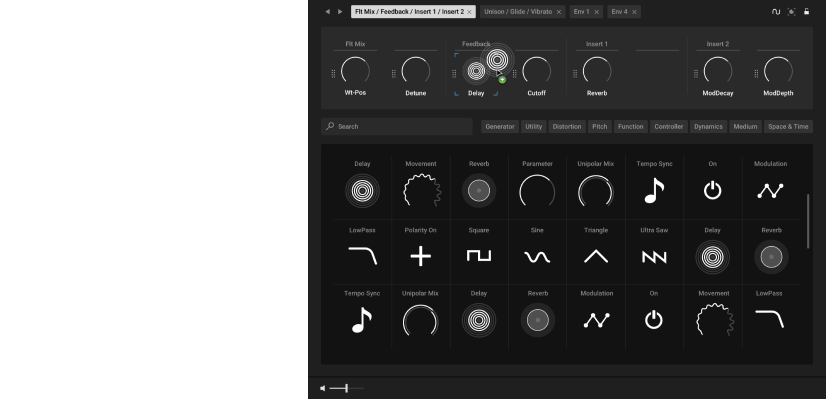 Flt Mix / Feedback / Insert 1 / Insert 2 × Unison / Glide / Vibrato × Env 1 × Env 4 ×
Flt Mix Feedback Insert 1 Insert 2
Wt-Pos Detune Delay Cutoff Reverb ModDecay ModDepth
Search Generator Utility Distortion Pitch Function Controller Dynamics Medium Space & Time
Delay Movement Reverb Parameter Unipolar Mix Tempo Sync On Modulation
LowPass Polarity On Square Sine Triangle Ultra Saw Delay Reverb
Tempo Sync Unipolar Mix Delay Reverb Modulation On Movement LowPass